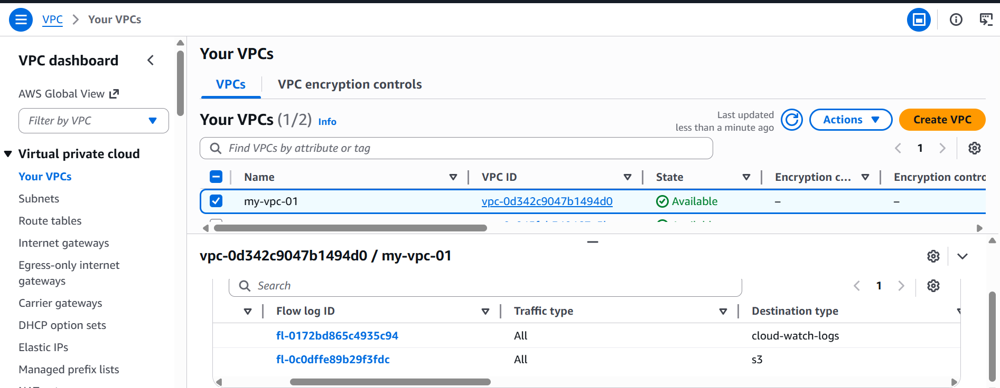 VPC > Your VPCs
VPC dashboard
AWS Global View
Filter by VPC
Virtual private cloud
Your VPCs
Subnets
Route tables
Internet gateways
Egress-only internet
gateways
Carrier gateways
DHCP option sets
Elastic IPs
Managed prefix lists
Your VPCs
VPCs
VPC encryption controls
Your VPCs (1/2) Info
Last updated
less than a minute ago
Actions
Create VPC
Find VPCs by attribute or tag
1
Name VPC ID State Encryption c... Encryption contro
my-vpc-01 vpc-0d342c9047b1494d0 Available – –
vpc-0d342c9047b1494d0 / my-vpc-01
Search
1
Flow log ID Traffic type Destination type
fl-0172bd865c4935c94 All cloud-watch-logs
fl-0c0dffe89b29f3fdc All s3